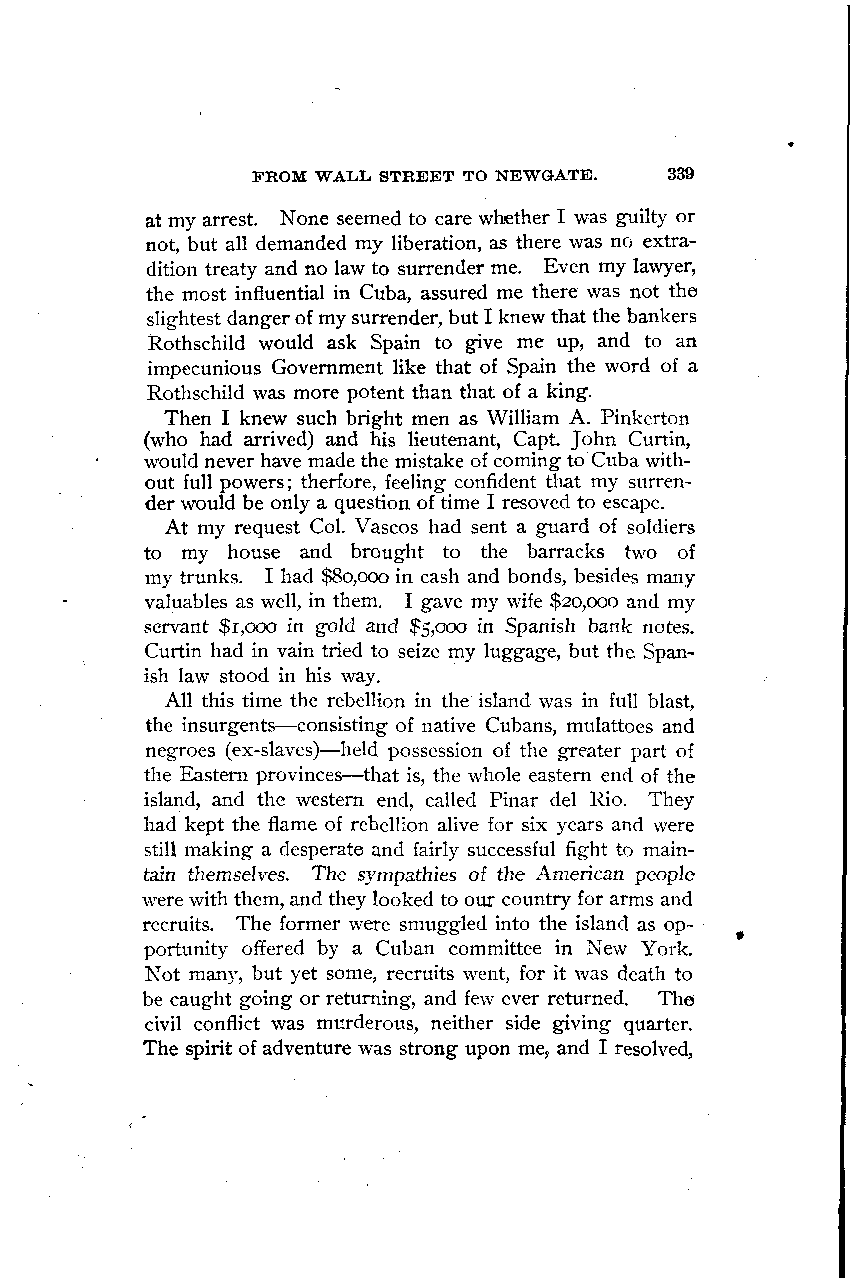 FROM WALL STREET TO NEWGATE. 339
at my arrest. None seemed to care whether I was guilty or
not, but all demanded my liberation, as there was no extra-
dition treaty and no law to surrender me. Even my lawyer,
the most influential in Cuba, assured me there was not the
slightest danger of my surrender, but I knew that the bankers
Rothschild would ask Spain to give me up, and to an
impecunious Government like that of Spain the word of a
Rothschild was more potent than that of a king.
Then I knew such bright men as William A. Pinkerton
(who had arrived) and his lieutenant, Capt. John Curtin,
would never have made the mistake of coming to Cuba with-
out full powers; therfore, feeling confident that my surren-
der would be only a question of time I resoved to escape.
At my request Col. Vascos had sent a guard of soldiers
to my house and brought to the barracks two of
my trunks. I had $80,000 in cash and bonds, besides many
valuables as well, in them. I gave my wife $20,000 and my
servant $1,000 in gold and $5,000 in Spanish bank notes.
Curtin had in vain tried to seize my luggage, but the Span-
ish law stood in his way.
All this time the rebellion in the island was in full blast,
the insurgents—consisting of native Cubans, mulattoes and
negroes (ex-slaves)—held possession of the greater part of
the Eastern provinces—that is, the whole eastern end of the
island, and the western end, called Pinar del Rio. They
had kept the flame of rebellion alive for six years and were
still making a desperate and fairly successful fight to main-
tain themselves. The sympathies of the American people
were with them, and they looked to our country for arms and
recruits. The former were smuggled into the island as op-
portunity offered by a Cuban committee in New York.
Not many, but yet some, recruits went, for it was death to
be caught going or returning, and few ever returned. The
civil conflict was murderous, neither side giving quarter.
The spirit of adventure was strong upon me, and I resolved,